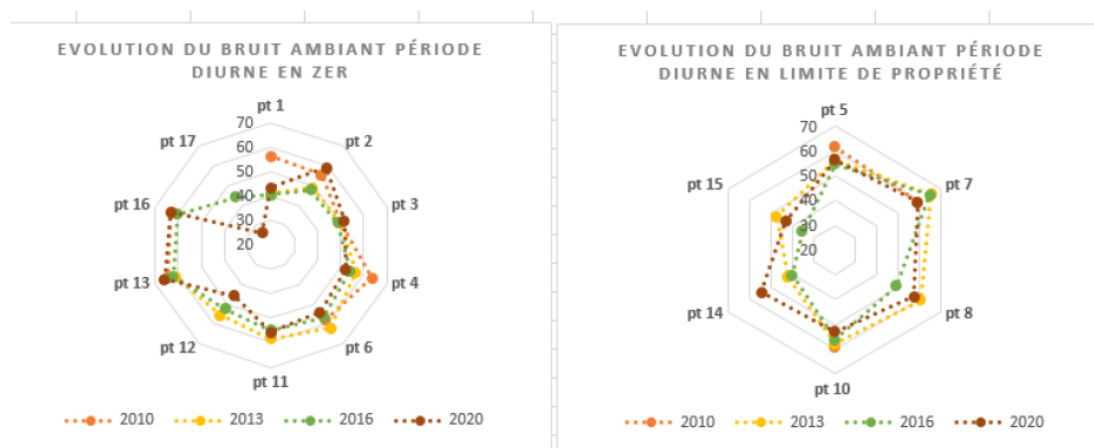 EVOLUTION DU BRUIT AMBIANT PÉRIODE
DIURNE EN ZER
pt 1
70
pt 17
60
pt 2
50
40
pt 16
30
pt 3
20
pt 13
pt 4
pt 12
pt 6
pt 11
2010
2013
2016
2020
EVOLUTION DU BRUIT AMBIANT PÉRIODE
DIURNE EN LIMITE DE PROPRIÉTÉ
pt 5
70
60
pt 15
50
pt 7
40
30
20
pt 14
pt 8
pt 10
2010
2013
2016
2020